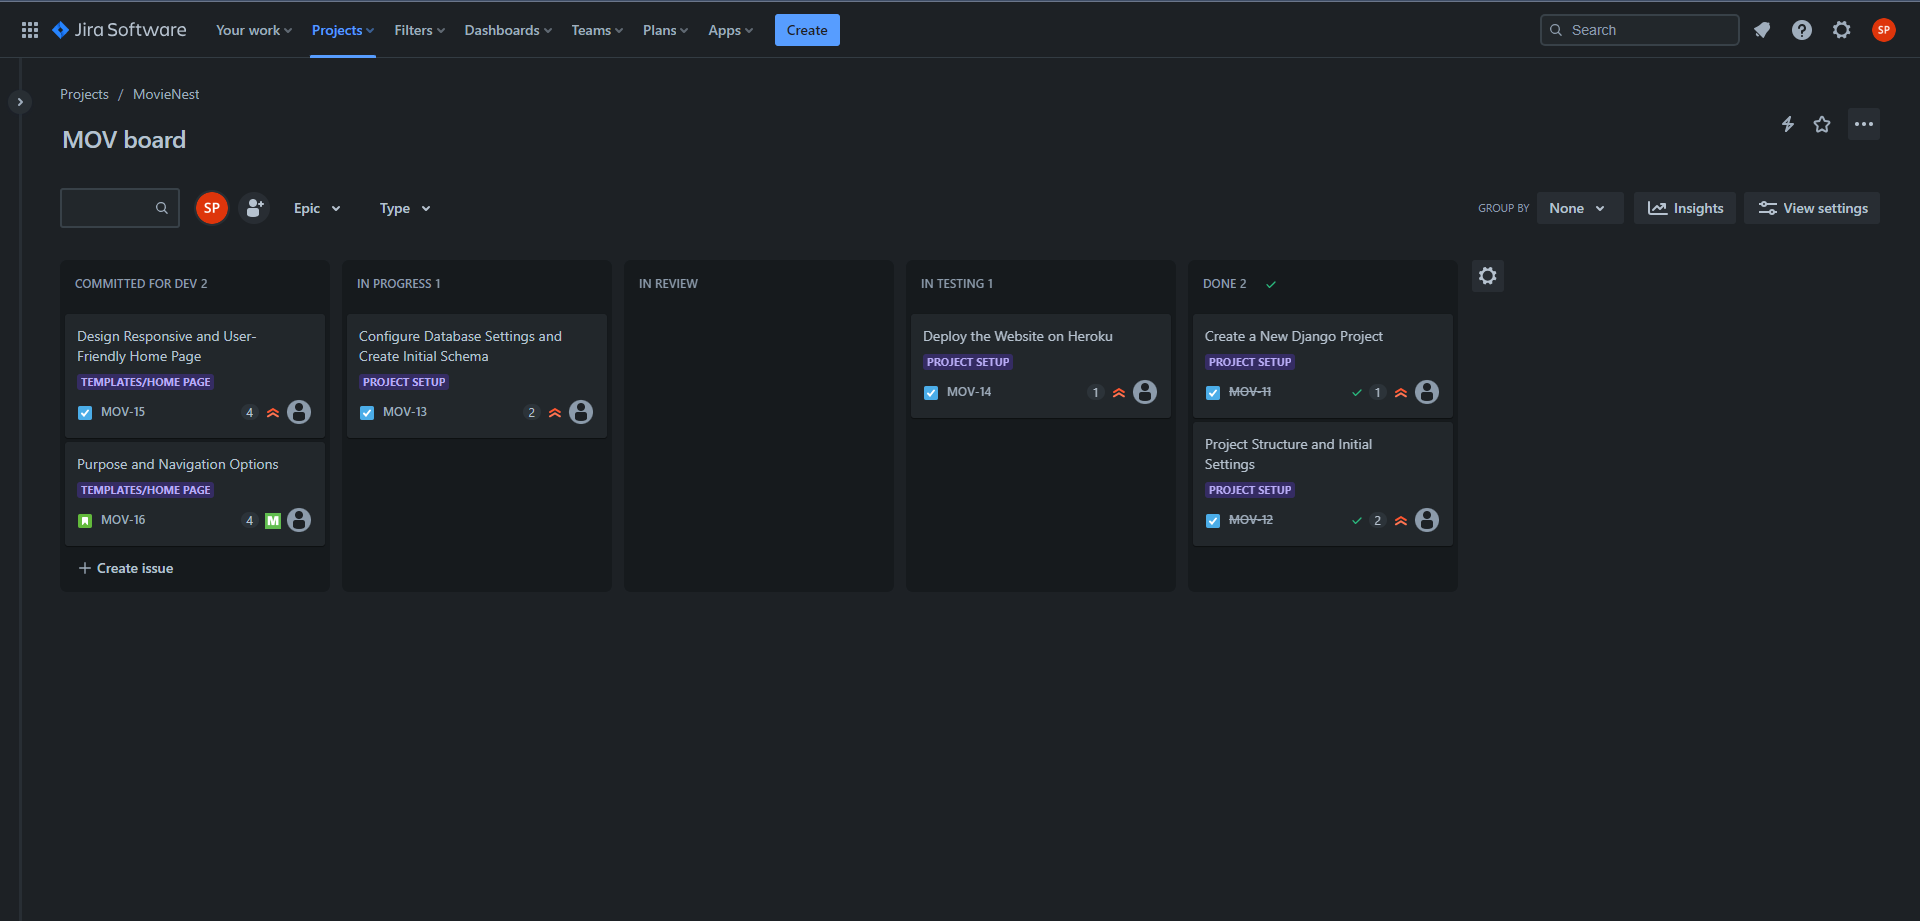 Jira Software
Your work
Projects
Filters
Dashboards
Teams
Plans
Apps
Create
Search
SP
Projects / MovieNest
MOV board
SP
Epic
Type
GROUP BY
None
Insights
View settings
COMMITTED FOR DEV 2
Design Responsive and User-
Friendly Home Page
TEMPLATES/HOME PAGE
MOV-15
4
Purpose and Navigation Options
TEMPLATES/HOME PAGE
MOV-16
4
M
Create issue
IN PROGRESS 1
Configure Database Settings and
Create Initial Schema
PROJECT SETUP
MOV-13
2
IN REVIEW
IN TESTING 1
Deploy the Website on Heroku
PROJECT SETUP
MOV-14
1
DONE 2
Create a New Django Project
PROJECT SETUP
MOV-11
1
Project Structure and Initial
Settings
PROJECT SETUP
MOV-12
2